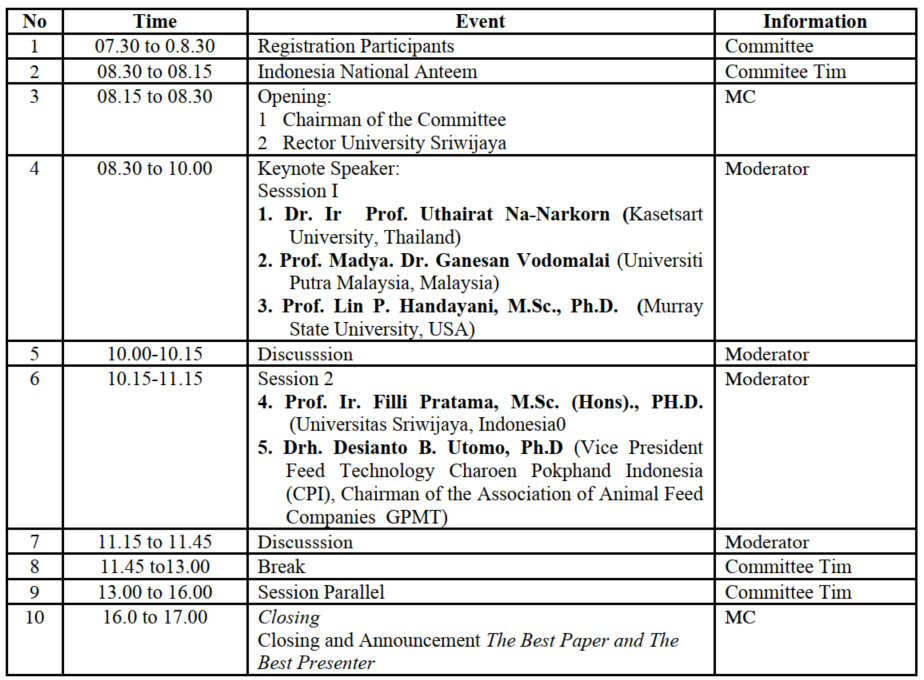 No Time Event Information
1 07.30 to 0.8.30 Registration Participants Committee
2 08.30 to 08.15 Indonesia National Anteem Commitee Tim
3 08.15 to 08.30 Opening: MC
1 Chairman of the Committee
2 Rector University Sriwijaya
4 08.30 to 10.00 Keynote Speaker: Moderator
Sesssion I
1. Dr. Ir Prof. Uthairat Na-Narkorn (Kasetsart
University, Thailand)
2. Prof. Madya. Dr. Ganesan Vodomalai (Universiti
Putra Malaysia, Malaysia)
3. Prof. Lin P. Handayani, M.Sc., Ph.D. (Murray
State University, USA)
5 10.00-10.15 Discusssion Moderator
6 10.15-11.15 Session 2 Moderator
4. Prof. Ir. Filli Pratama, M.Sc. (Hons)., PH.D.
(Universitas Sriwijaya, Indonesia0
5. Drh. Desianto B. Utomo, Ph.D (Vice President
Feed Technology Charoen Pokphand Indonesia
(CPI), Chairman of the Association of Animal Feed
Companies GPMT)
7 11.15 to 11.45 Discusssion Moderator
8 11.45 to13.00 Break Committee Tim
9 13.00 to 16.00 Session Parallel Committee Tim
10 16.0 to 17.00 Closing MC
Closing and Announcement The Best Paper and The
Best Presenter